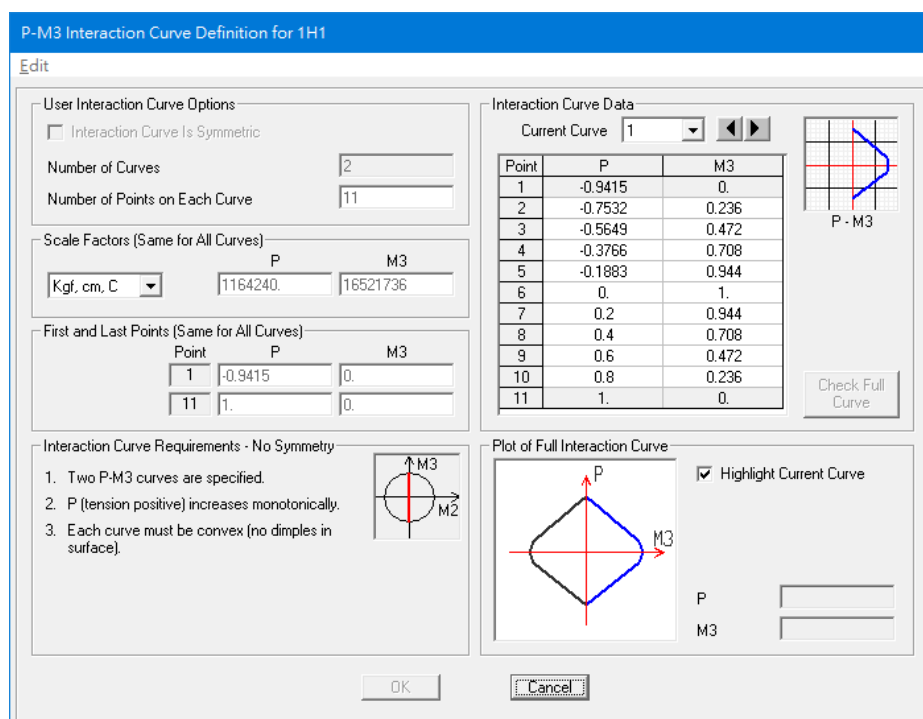 P-M3 Interaction Curve Definition for 1H1
Edit
User Interaction Curve Options
Interaction Curve Is Symmetric
Number of Curves 2
Number of Points on Each Curve 11
Scale Factors (Same for All Curves)
P M3
Kgf, cm, C 1164240. 16521736
First and Last Points (Same for All Curves)
Point P M3
1 -0.9415 0.
11 1. 0.
Interaction Curve Requirements - No Symmetry
1. Two P-M3 curves are specified.
2. P (tension positive) increases monotonically.
3. Each curve must be convex (no dimples in
surface).
M3
M2
Interaction Curve Data
Current Curve 1
Point P M3
1 -0.9415 0.
2 -0.7532 0.236
3 -0.5649 0.472
4 -0.3766 0.708
5 -0.1883 0.944
6 0. 1.
7 0.2 0.944
8 0.4 0.708
9 0.6 0.472
10 0.8 0.236
11 1. 0.
P - M3
Check Full
Curve
Plot of Full Interaction Curve
P
M3
Highlight Current Curve
P
M3
OK Cancel